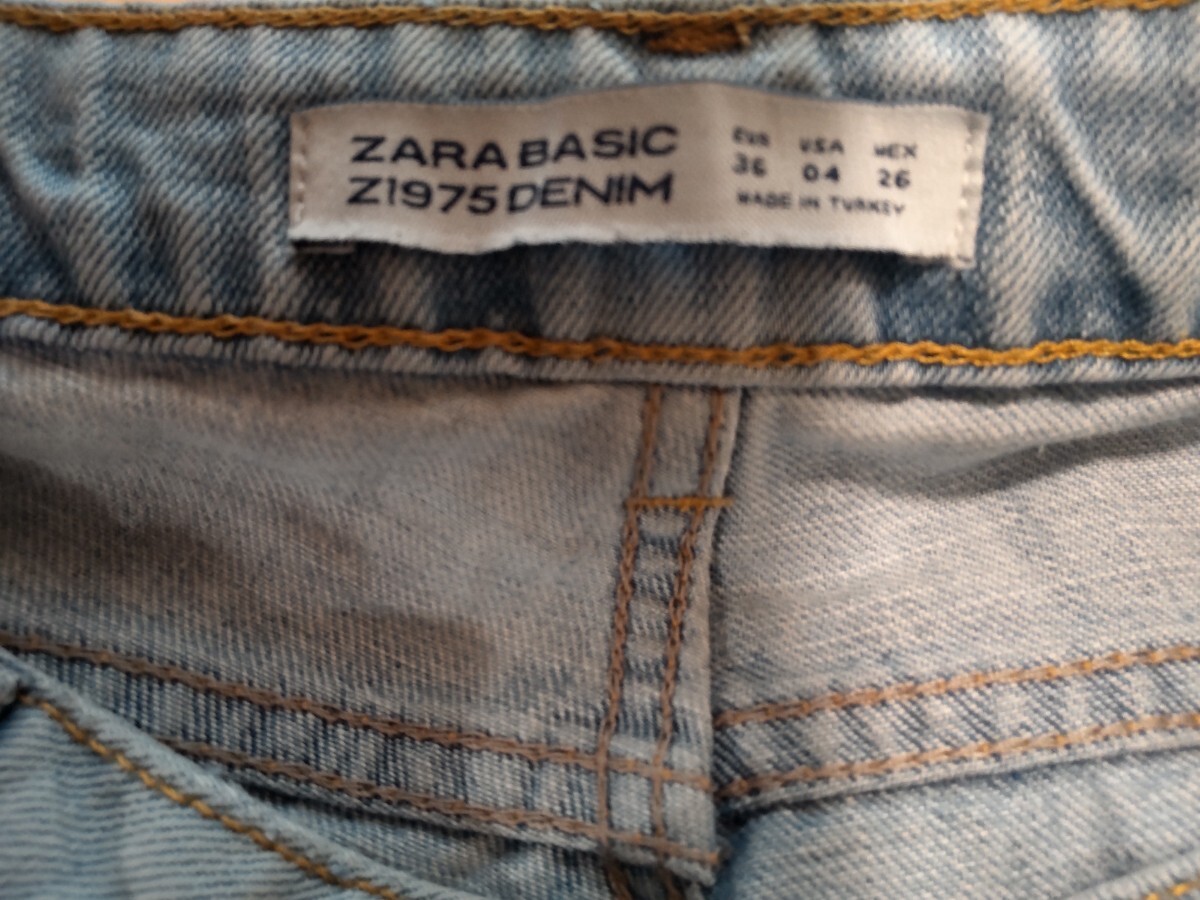 ZARA BASIC
Z1975 DENIM
EUR USA MEX
36 04 26
MADE IN TURKEY